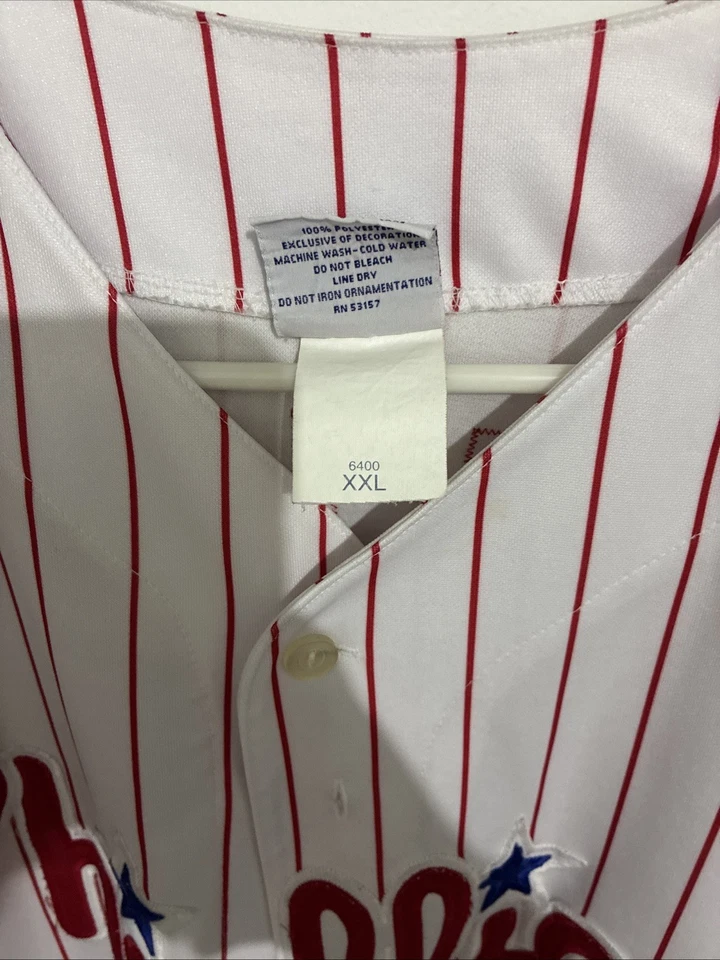 100% POLYESTER
EXCLUSIVE OF DECORATION
MACHINE WASH-COLD WATER
DO NOT BLEACH
LINE DRY
DO NOT IRON ORNAMENTATION
RN 53157
6400
XXL
h illi